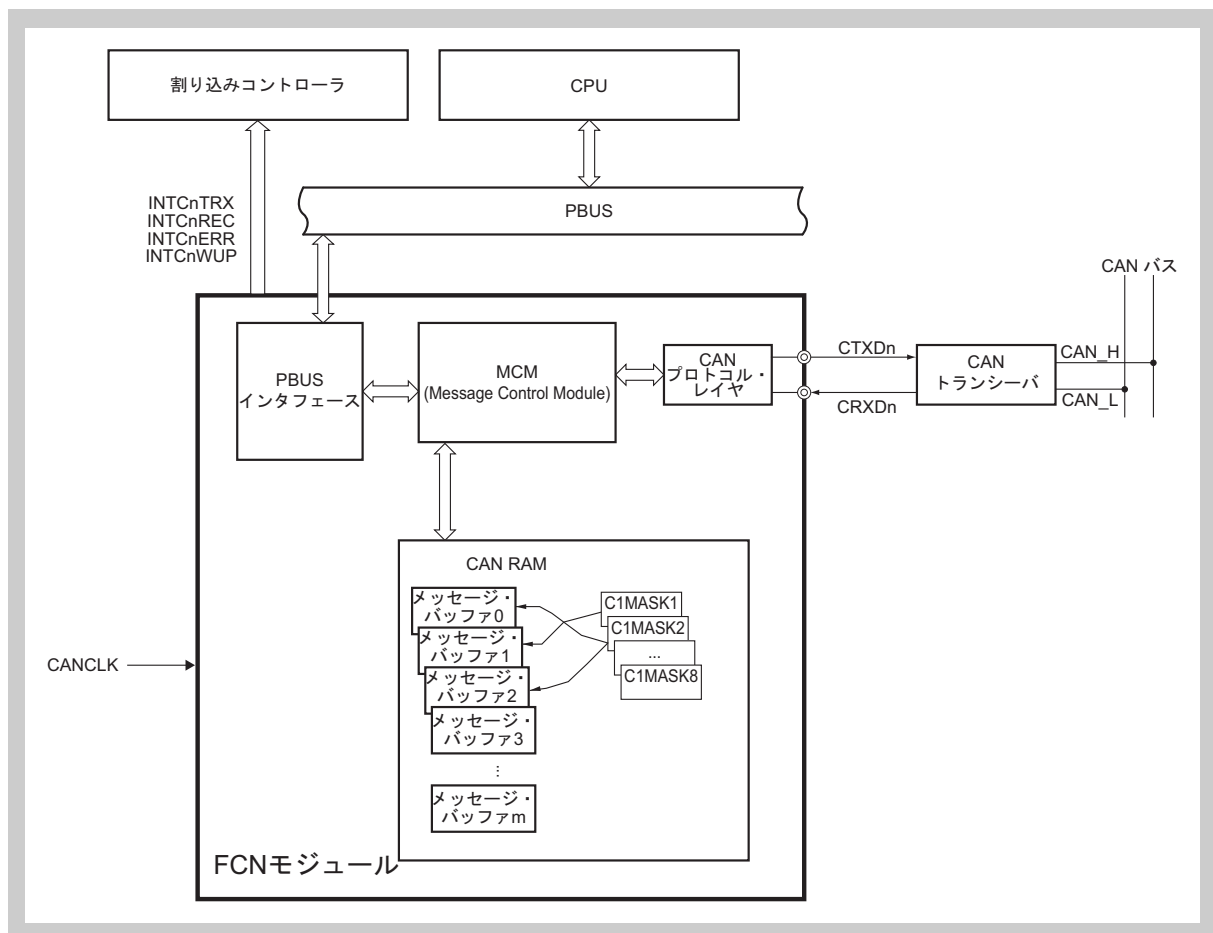 割り込みコントローラ
CPU
INTCnTRX
INTCnREC
INTCnERR
INTCnWUP
PBUS
CAN バス
PBUS
インタフェース
MCM
(Message Control Module)
CAN
プロトコル・
レイヤ
CTXDn
CRXDn
CAN
トランシーバ
CAN_H
CAN_L
CAN RAM
メッセージ・
バッファ0
メッセージ・
バッファ1
メッセージ・
バッファ2
メッセージ・
バッファ3
⋮
メッセージ・
バッファm
C1MASK1
C1MASK2
...
C1MASK8
CANCLK
FCNモジュール